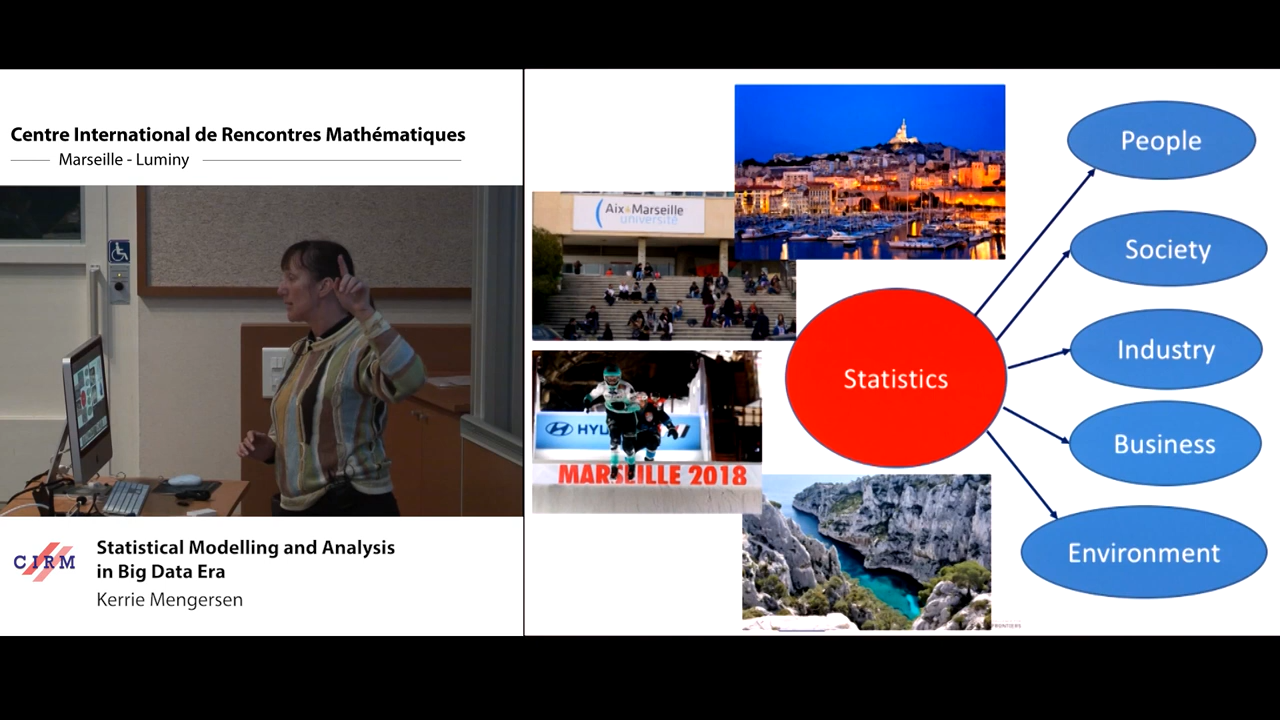 Centre International de Rencontres Mathématiques
Marseille - Luminy
CIRM
Statistical Modelling and Analysis
in Big Data Era
Kerrie Mengersen
Aix Marseille
université
HYU
MARSEILLE 2018
Statistics
People
Society
Industry
Business
Environment
FRONTIERS